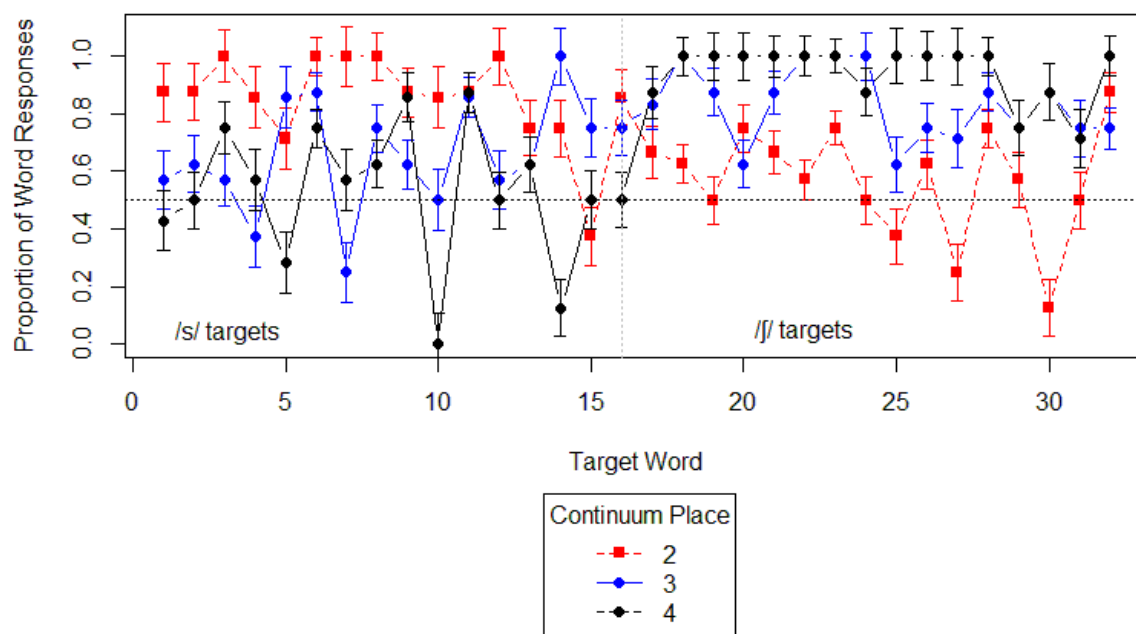 Proportion of Word Responses
1.0
0.8
0.6
0.4
0.2
0.0
/s/ targets
/ʃ/ targets
0 5 10 15 20 25 30
Target Word
Continuum Place
2
3
4